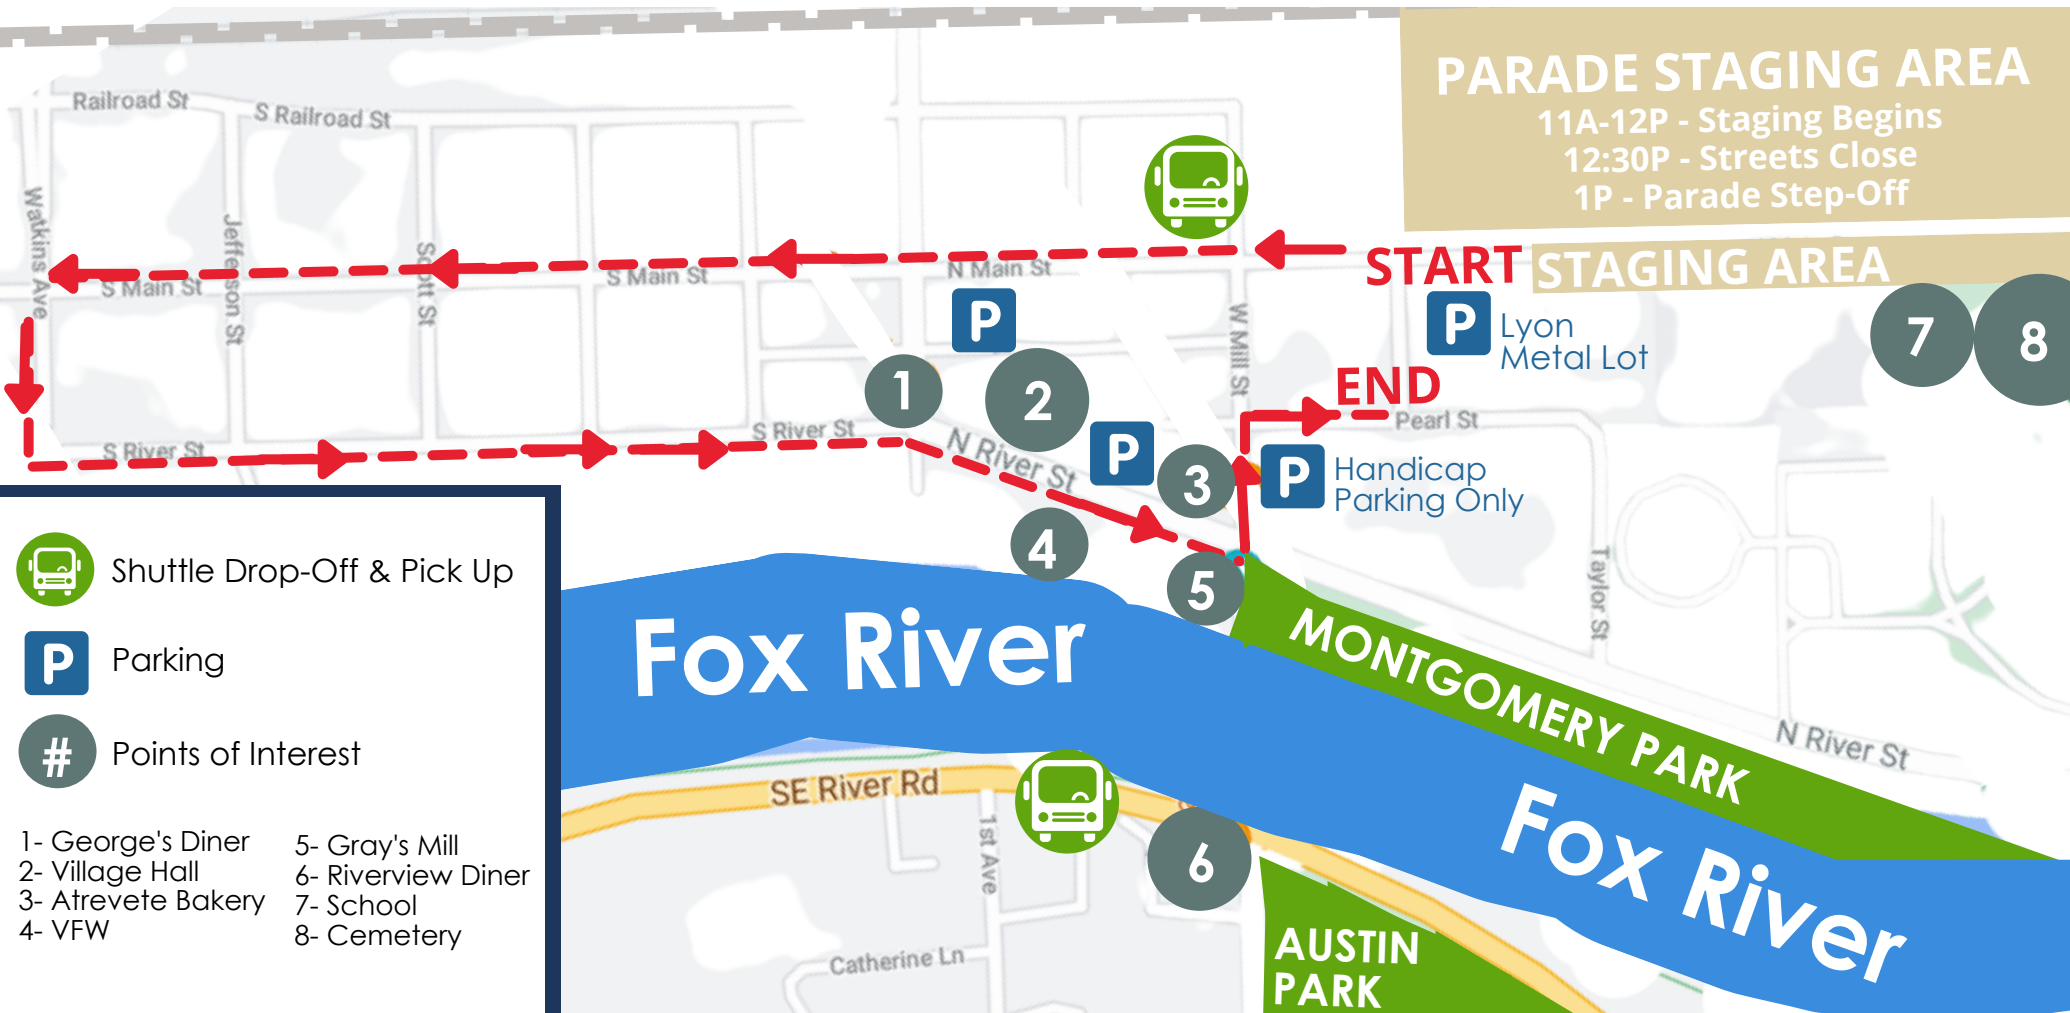 PARADE STAGING AREA
11A-12P - Staging Begins
12:30P - Streets Close
1P - Parade Step-Off
Railroad St
S Railroad St
Watkins Ave
Jefferson St
Scott St
S Main St
S Main St
N Main St
START
STAGING AREA
P
P
Lyon
Metal Lot
7
8
W Mill St
1
2
END
Pearl St
S River St
S River St
N River St
P
3
P
Handicap
Parking Only
4
5
Taylor St
Fox River
MONTGOMERY PARK
N River St
SE River Rd
1st Ave
6
Fox River
Catherine Ln
AUSTIN
PARK
Shuttle Drop-Off & Pick Up
P
Parking
#
Points of Interest
1- George's Diner
2- Village Hall
3- Atrevete Bakery
4- VFW
5- Gray's Mill
6- Riverview Diner
7- School
8- Cemetery